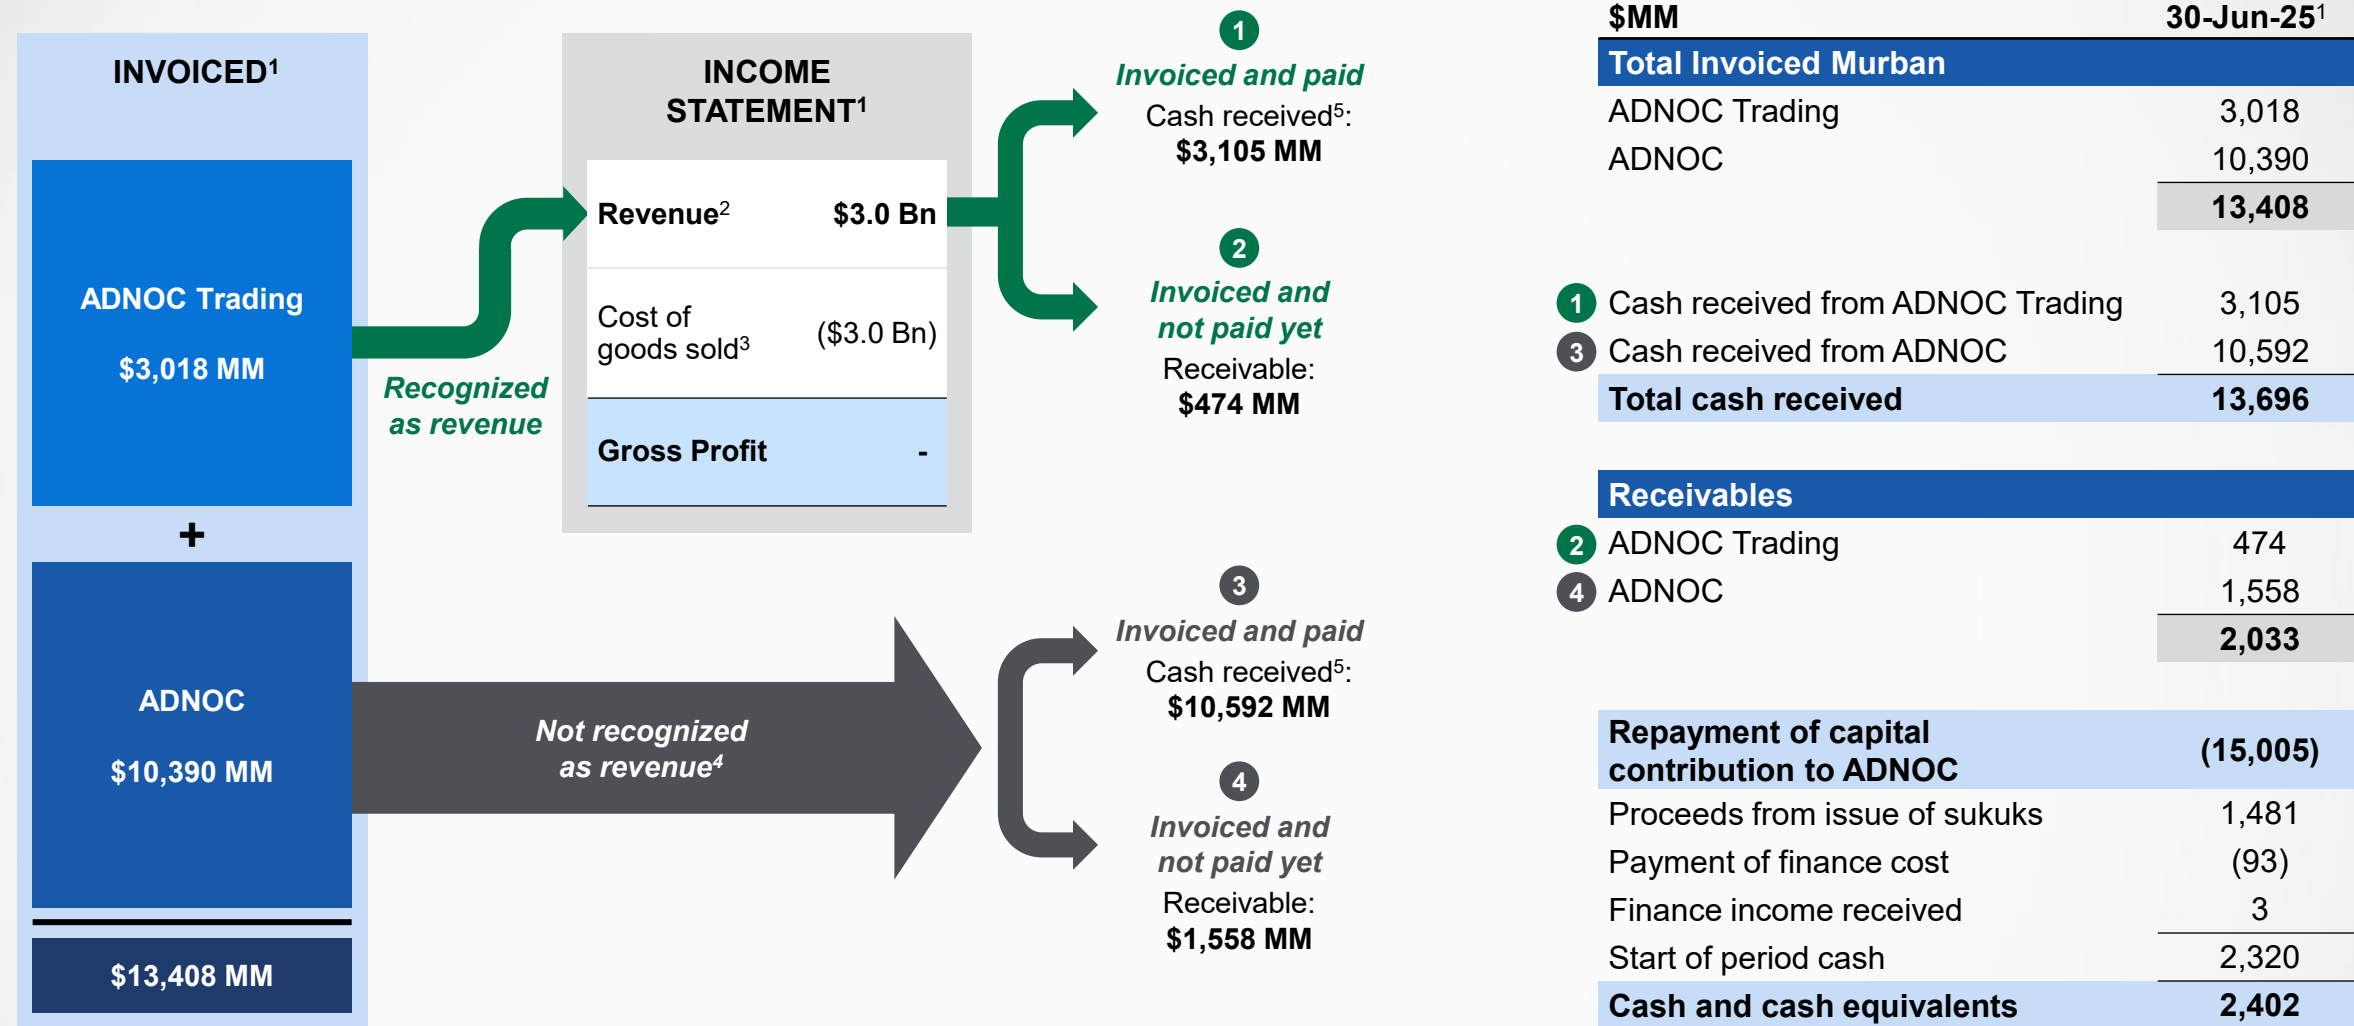 INVOICED¹
ADNOC Trading
$3,018 MM
+
ADNOC
$10,390 MM
$13,408 MM
Recognized
as revenue
INCOME
STATEMENT¹
Revenue² $3.0 Bn
Cost of
goods sold³ ($3.0 Bn)
Gross Profit -
Not recognized
as revenue⁴
1
Invoiced and paid
Cash received⁵:
$3,105 MM
2
Invoiced and
not paid yet
Receivable:
$474 MM
3
Invoiced and paid
Cash received⁵:
$10,592 MM
4
Invoiced and
not paid yet
Receivable:
$1,558 MM
$MM 30-Jun-25¹
Total Invoiced Murban
ADNOC Trading 3,018
ADNOC 10,390
13,408
1 Cash received from ADNOC Trading 3,105
3 Cash received from ADNOC 10,592
Total cash received 13,696
Receivables
2 ADNOC Trading 474
4 ADNOC 1,558
2,033
Repayment of capital
contribution to ADNOC (15,005)
Proceeds from issue of sukuks 1,481
Payment of finance cost (93)
Finance income received 3
Start of period cash 2,320
Cash and cash equivalents 2,402